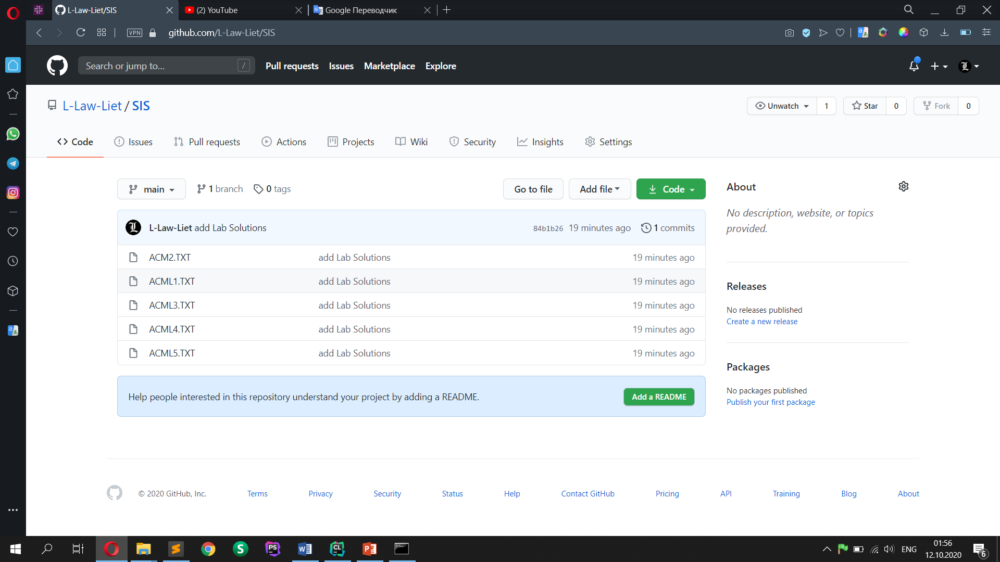 L-Law-Liet/SIS
(2) YouTube
Google Переводчик
VPN
github.com/L-Law-Liet/SIS
Search or jump to...
/
Pull requests
Issues
Marketplace
Explore
L-Law-Liet / SIS
Unwatch
1
Star
0
Fork
0
Code
Issues
Pull requests
Actions
Projects
Wiki
Security
Insights
Settings
main
1 branch
0 tags
Go to file
Add file
Code
L-Law-Liet add Lab Solutions
84b1b26
19 minutes ago
1 commits
ACM2.TXT
add Lab Solutions
19 minutes ago
ACML1.TXT
add Lab Solutions
19 minutes ago
ACML3.TXT
add Lab Solutions
19 minutes ago
ACML4.TXT
add Lab Solutions
19 minutes ago
ACML5.TXT
add Lab Solutions
19 minutes ago
Help people interested in this repository understand your project by adding a README.
Add a README
About
No description, website, or topics
provided.
Releases
No releases published
Create a new release
Packages
No packages published
Publish your first package
© 2020 GitHub, Inc.
Terms
Privacy
Security
Status
Help
Contact GitHub
Pricing
API
Training
Blog
About
S
PS
W
CL
P
ENG
01:56
12.10.2020
6